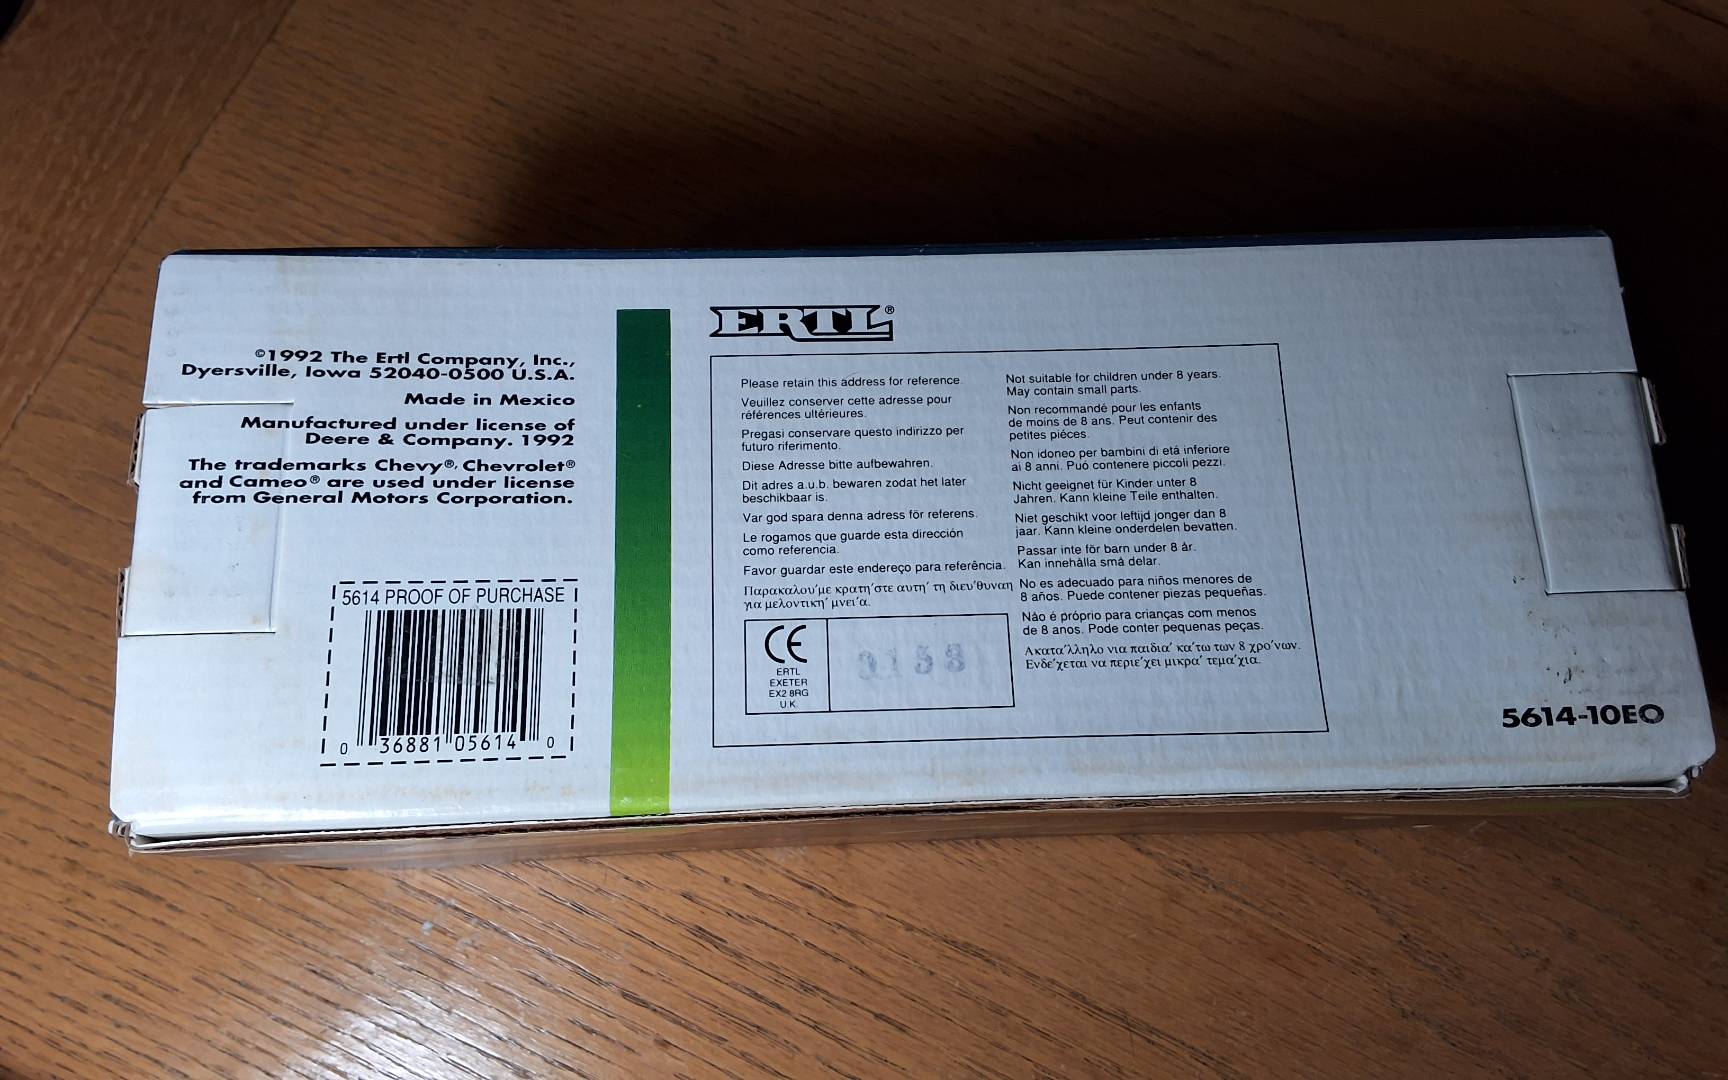 ©1992 The Ertl Company, Inc.,
Dyersville, Iowa 52040-0500 U.S.A.
Made in Mexico
Manufactured under license of
Deere & Company. 1992
The trademarks Chevy®, Chevrolet®
and Cameo® are used under license
from General Motors Corporation.
5614 PROOF OF PURCHASE
0 36881 05614 0
ERTL®
Please retain this address for reference.
Veuillez conserver cette adresse pour
références ultérieures.
Pregasi conservare questo indirizzo per
futuro riferimento.
Diese Adresse bitte aufbewahren.
Dit adres a.u.b. bewaren zodat het later
beschikbaar is.
Var god spara denna adress för referens.
Le rogamos que guarde esta dirección
como referencia.
Favor guardar este endereço para referência.
Παρακαλου΄με κρατη΄στε αυτη΄ τη διευ΄θυναη
για μελοντικη΄ μνει΄α.
CE
ERTL
EXETER
EX2 8RG
U.K.
Not suitable for children under 8 years.
May contain small parts.
Non recommandé pour les enfants
de moins de 8 ans. Peut contenir des
petites piéces.
Non idoneo per bambini di etá inferiore
ai 8 anni. Puó contenere piccoli pezzi.
Nicht geeignet für Kinder unter 8
Jahren. Kann kleine Teile enthalten.
Niet geschikt voor leftijd jonger dan 8
jaar. Kann kleine onderdelen bevatten.
Passar inte för barn under 8 år.
Kan innehålla små delar.
No es adecuado para niños menores de
8 años. Puede contener piezas pequeñas.
Não é próprio para crianças com menos
de 8 anos. Pode conter pequenas peças.
Ακατα΄λληλο νια παιδια΄ κα΄τω των 8 χρο΄νων.
Ενδε΄χεται να περιε΄χει μικρα΄ τεμα΄χια.
5614-10EO